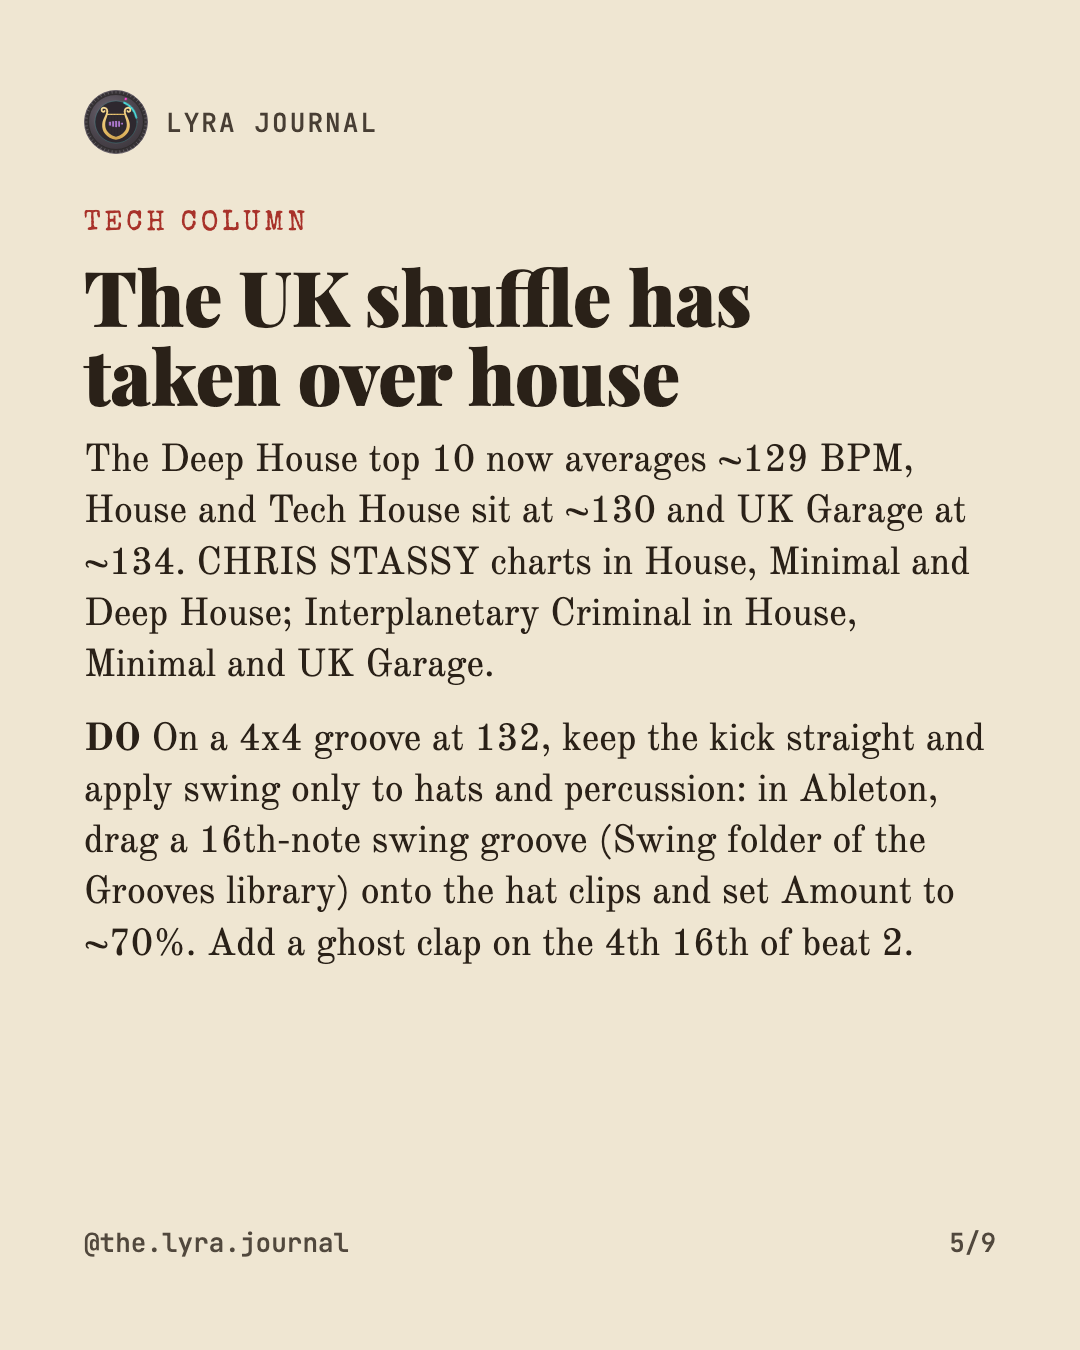 LYRA JOURNAL
TECH COLUMN
The UK shuffle has
taken over house
The Deep House top 10 now averages ~129 BPM,
House and Tech House sit at ~130 and UK Garage at
~134. CHRIS STASSY charts in House, Minimal and
Deep House; Interplanetary Criminal in House,
Minimal and UK Garage.
DO On a 4x4 groove at 132, keep the kick straight and
apply swing only to hats and percussion: in Ableton,
drag a 16th-note swing groove (Swing folder of the
Grooves library) onto the hat clips and set Amount to
~70%. Add a ghost clap on the 4th 16th of beat 2.
@the.lyra.journal
5/9